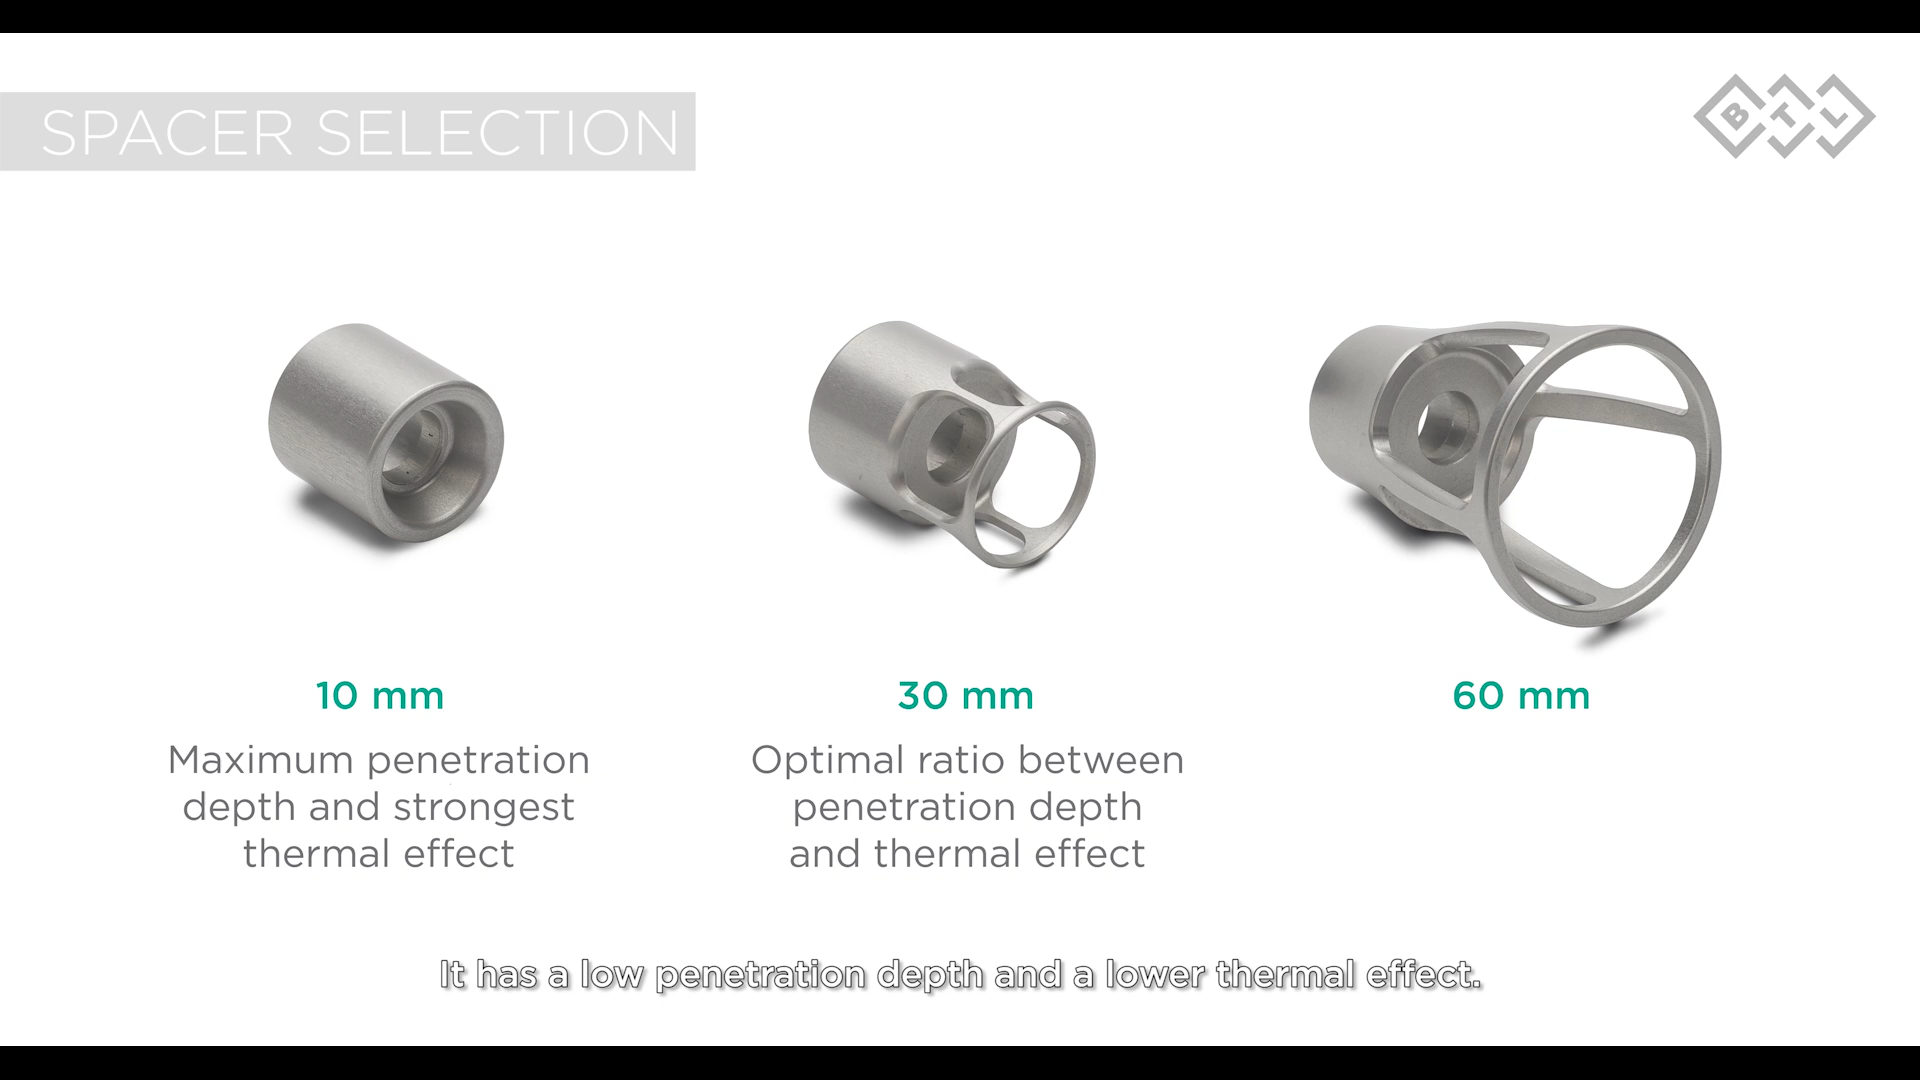 SPACER SELECTION
BTL
10 mm
Maximum penetration
depth and strongest
thermal effect
30 mm
Optimal ratio between
penetration depth
and thermal effect
60 mm
It has a low penetration depth and a lower thermal effect.